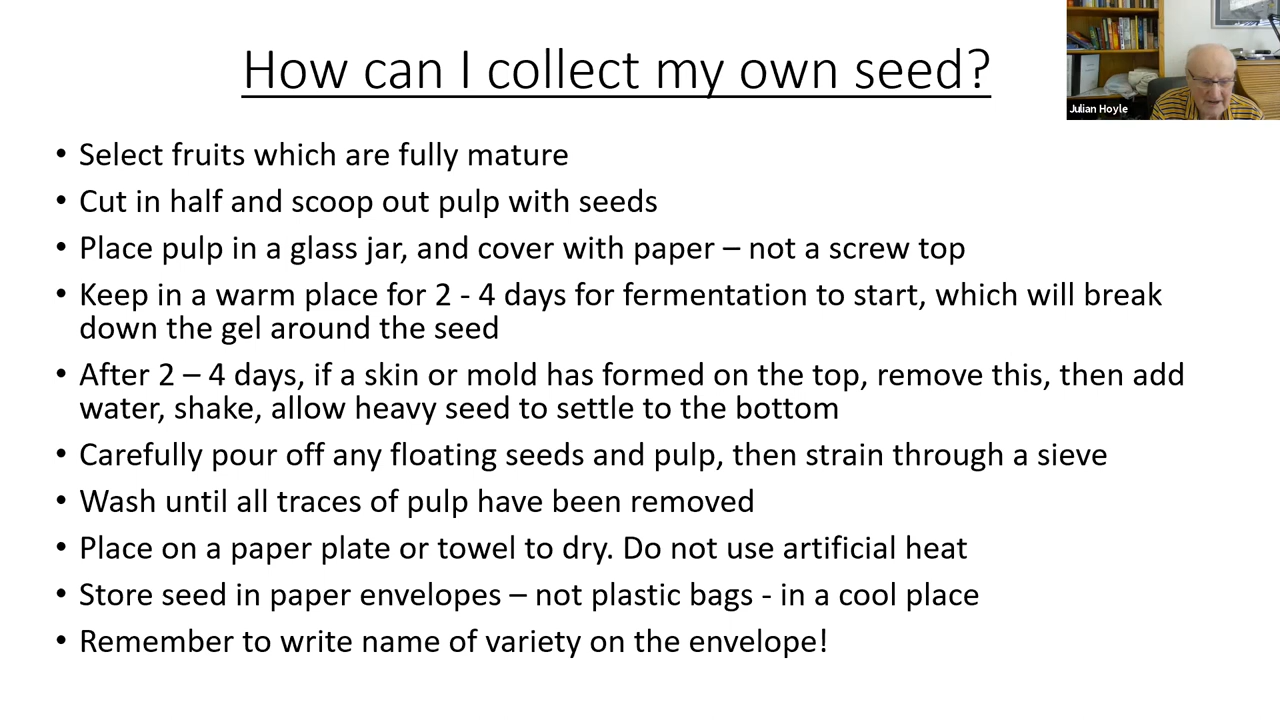 How can I collect my own seed?
Julian Hoyle
• Select fruits which are fully mature
• Cut in half and scoop out pulp with seeds
• Place pulp in a glass jar, and cover with paper – not a screw top
• Keep in a warm place for 2 - 4 days for fermentation to start, which will break
down the gel around the seed
• After 2 – 4 days, if a skin or mold has formed on the top, remove this, then add
water, shake, allow heavy seed to settle to the bottom
• Carefully pour off any floating seeds and pulp, then strain through a sieve
• Wash until all traces of pulp have been removed
• Place on a paper plate or towel to dry. Do not use artificial heat
• Store seed in paper envelopes – not plastic bags - in a cool place
• Remember to write name of variety on the envelope!